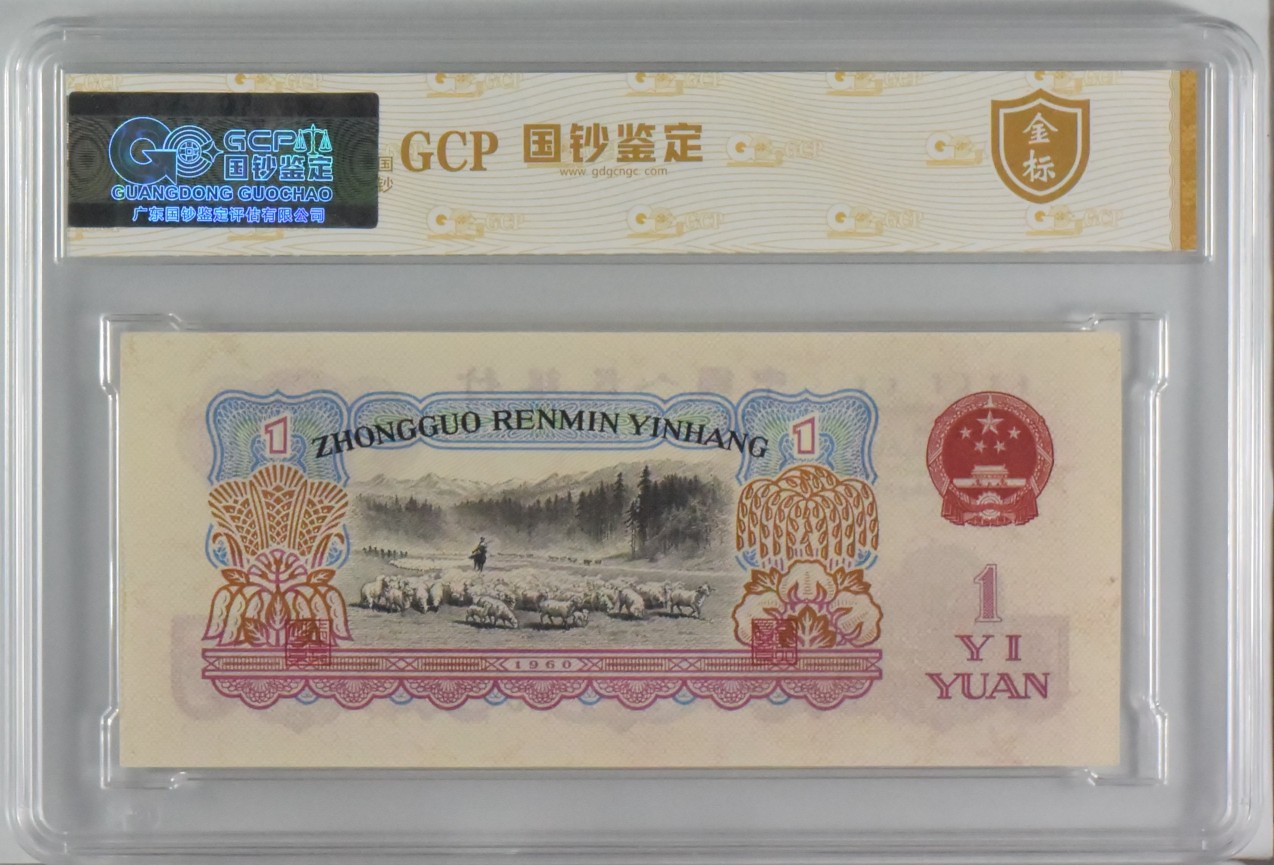 GCP
国钞鉴定
GUANGDONG GUOCHAO
广东国钞鉴定评估有限公司
国
钞
GCP 国钞鉴定
www.gdgcngc.com
金
标
1 ZHONGGUO RENMIN YINHANG 1
1960
1
YI
YUAN